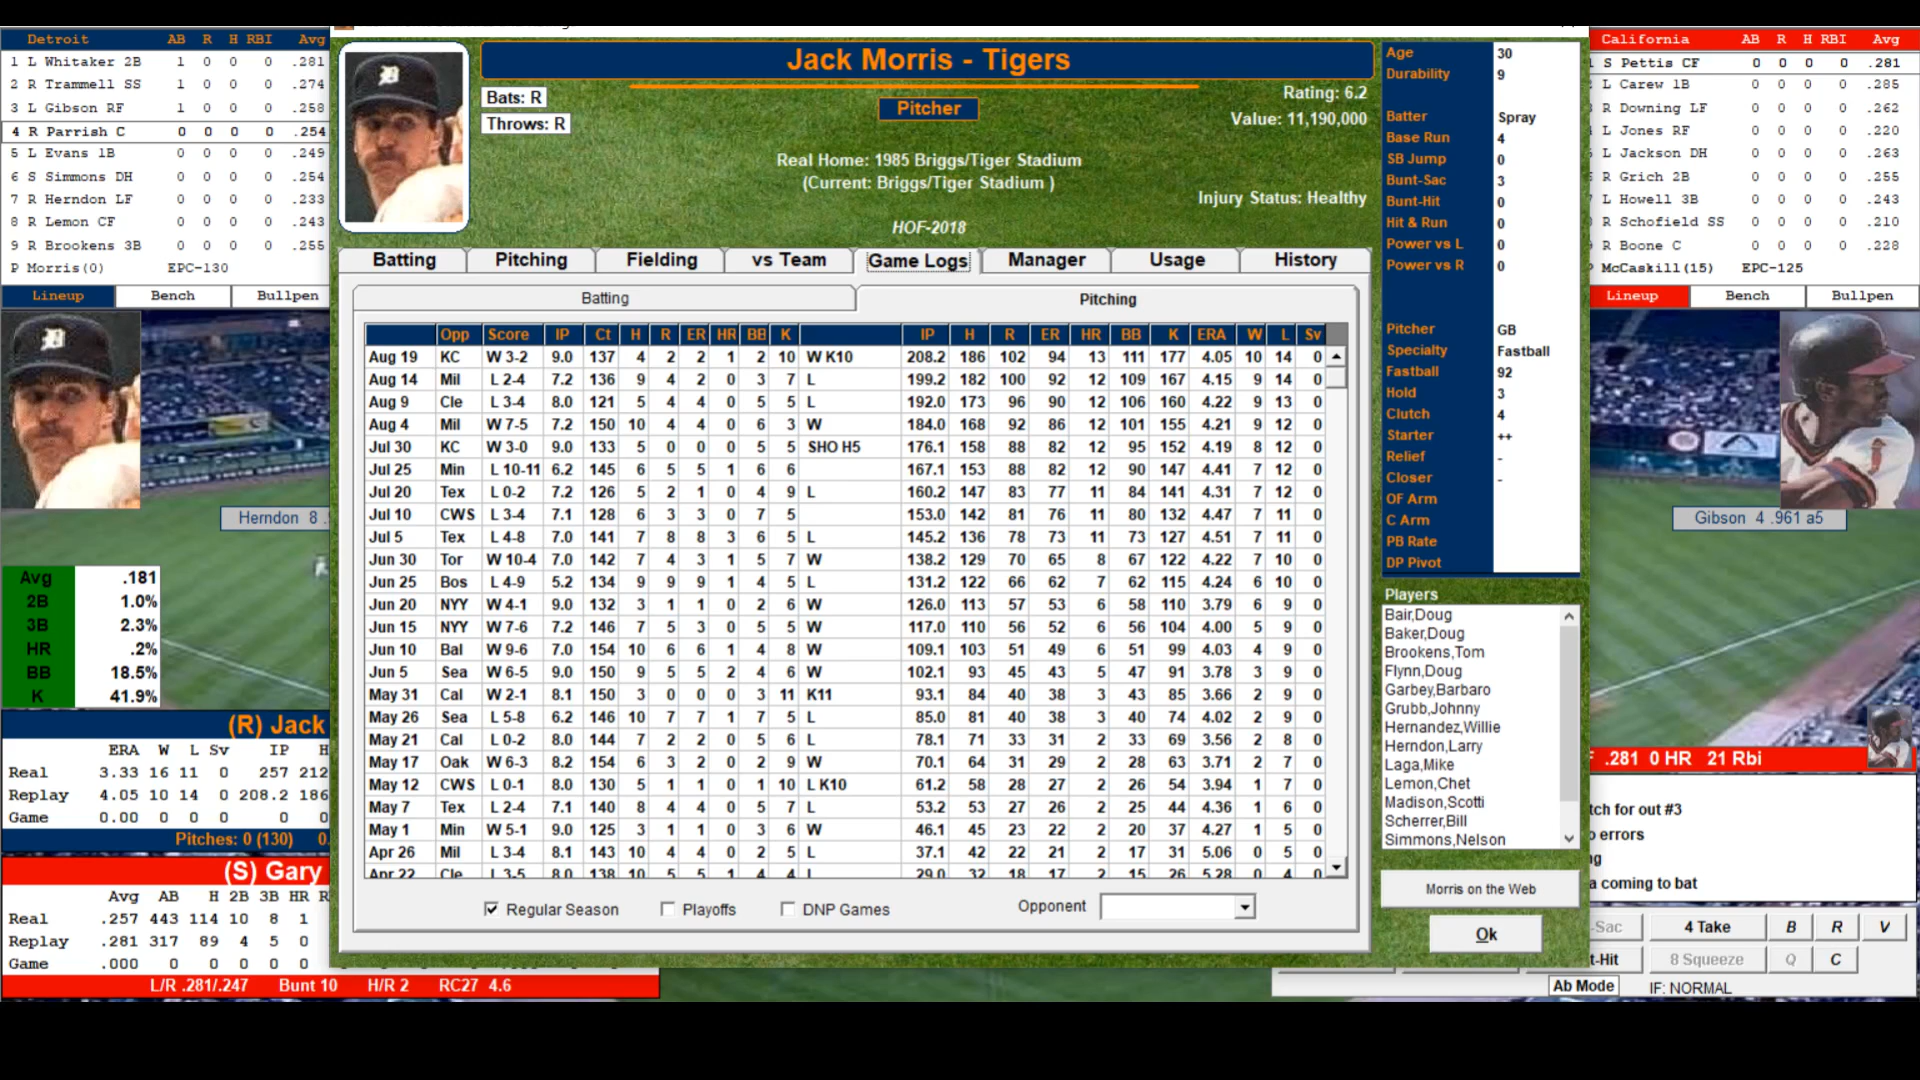 Detroit AB R H RBI Avg
1 L Whitaker 2B 1 0 0 0 .281
2 R Trammell SS 1 0 0 0 .274
3 L Gibson RF 1 0 0 0 .258
4 R Parrish C 0 0 0 0 .254
5 L Evans 1B 0 0 0 0 .249
6 S Simmons DH 0 0 0 0 .254
7 R Herndon LF 0 0 0 0 .233
8 R Lemon CF 0 0 0 0 .243
9 R Brookens 3B 0 0 0 0 .255
P Morris(0) EPC-130
Lineup Bench Bullpen
Herndon 8
Avg .181
2B 1.0%
3B 2.3%
HR .2%
BB 18.5%
K 41.9%
(R) Jack
ERA W L Sv IP H
Real 3.33 16 11 0 257 212
Replay 4.05 10 14 0 208.2 186
Game 0.00 0 0 0 0 0
Pitches: 0 (130) 0.
(S) Gary
Avg AB H 2B 3B HR R
Real .257 443 114 10 8 1
Replay .281 317 89 4 5 0
Game .000 0 0 0 0 0
L/R .281/.247 Bunt 10 H/R 2 RC27 4.6
Jack Morris - Tigers
Bats: R
Throws: R
Pitcher
Rating: 6.2
Value: 11,190,000
Real Home: 1985 Briggs/Tiger Stadium
(Current: Briggs/Tiger Stadium )
Injury Status: Healthy
HOF-2018
Batting Pitching Fielding vs Team Game Logs Manager Usage History
Batting Pitching
Opp Score IP Ct H R ER HR BB K IP H R ER HR BB K ERA W L Sv
Aug 19 KC W 3-2 9.0 137 4 2 2 1 2 10 W K10 208.2 186 102 94 13 111 177 4.05 10 14 0
Aug 14 Mil L 2-4 7.2 136 9 4 2 0 3 7 L 199.2 182 100 92 12 109 167 4.15 9 14 0
Aug 9 Cle L 3-4 8.0 121 5 4 4 0 5 5 L 192.0 173 96 90 12 106 160 4.22 9 13 0
Aug 4 Mil W 7-5 7.2 150 10 4 4 0 6 3 W 184.0 168 92 86 12 101 155 4.21 9 12 0
Jul 30 KC W 3-0 9.0 133 5 0 0 0 5 5 SHO H5 176.1 158 88 82 12 95 152 4.19 8 12 0
Jul 25 Min L 10-11 6.2 145 6 5 5 1 6 6 167.1 153 88 82 12 90 147 4.41 7 12 0
Jul 20 Tex L 0-2 7.2 126 5 2 1 0 4 9 L 160.2 147 83 77 11 84 141 4.31 7 12 0
Jul 10 CWS L 3-4 7.1 128 6 3 3 0 7 5 153.0 142 81 76 11 80 132 4.47 7 11 0
Jul 5 Tex L 4-8 7.0 141 7 8 8 3 6 5 L 145.2 136 78 73 11 73 127 4.51 7 11 0
Jun 30 Tor W 10-4 7.0 142 7 4 3 1 5 7 W 138.2 129 70 65 8 67 122 4.22 7 10 0
Jun 25 Bos L 4-9 5.2 134 9 9 9 1 4 5 L 131.2 122 66 62 7 62 115 4.24 6 10 0
Jun 20 NYY W 4-1 9.0 132 3 1 1 0 2 6 W 126.0 113 57 53 6 58 110 3.79 6 9 0
Jun 15 NYY W 7-6 7.2 146 7 5 3 0 5 5 W 117.0 110 56 52 6 56 104 4.00 5 9 0
Jun 10 Bal W 9-6 7.0 154 10 6 6 1 4 8 W 109.1 103 51 49 6 51 99 4.03 4 9 0
Jun 5 Sea W 6-5 9.0 150 9 5 5 2 4 6 W 102.1 93 45 43 5 47 91 3.78 3 9 0
May 31 Cal W 2-1 8.1 150 3 0 0 0 3 11 K11 93.1 84 40 38 3 43 85 3.66 2 9 0
May 26 Sea L 5-8 6.2 146 10 7 7 1 7 5 L 85.0 81 40 38 3 40 74 4.02 2 9 0
May 21 Cal L 0-2 8.0 144 7 2 2 0 5 6 L 78.1 71 33 31 2 33 69 3.56 2 8 0
May 17 Oak W 6-3 8.2 154 6 3 2 0 2 9 W 70.1 64 31 29 2 28 63 3.71 2 7 0
May 12 CWS L 0-1 8.0 130 5 1 1 0 1 10 L K10 61.2 58 28 27 2 26 54 3.94 1 7 0
May 7 Tex L 2-4 7.1 140 8 4 4 0 5 7 L 53.2 53 27 26 2 25 44 4.36 1 6 0
May 1 Min W 5-1 9.0 125 3 1 1 0 3 6 W 46.1 45 23 22 2 20 37 4.27 1 5 0
Apr 26 Mil L 3-4 8.1 143 10 4 4 0 2 5 L 37.1 42 22 21 2 17 31 5.06 0 5 0
Apr 22 Cle L 3-5 8.0 138 10 5 5 1 4 4 L 29.0 32 18 17 2 15 26 5.28 0 4 0
Regular Season Playoffs DNP Games Opponent
Age 30
Durability 9
Batter Spray
Base Run 4
SB Jump 0
Bunt-Sac 3
Bunt-Hit 0
Hit & Run 0
Power vs L 0
Power vs R 0
Pitcher GB
Specialty Fastball
Fastball 92
Hold 3
Clutch 4
Starter ++
Relief -
Closer -
OF Arm
C Arm
PB Rate
DP Pivot
Players
Bair,Doug
Baker,Doug
Brookens,Tom
Flynn,Doug
Garbey,Barbaro
Grubb,Johnny
Hernandez,Willie
Herndon,Larry
Laga,Mike
Lemon,Chet
Madison,Scotti
Scherrer,Bill
Simmons,Nelson
Morris on the Web
Ok
California AB R H RBI Avg
S Pettis CF 0 0 0 0 .281
L Carew 1B 0 0 0 0 .285
R Downing LF 0 0 0 0 .262
L Jones RF 0 0 0 0 .220
L Jackson DH 0 0 0 0 .263
R Grich 2B 0 0 0 0 .255
L Howell 3B 0 0 0 0 .243
R Schofield SS 0 0 0 0 .210
R Boone C 0 0 0 0 .228
McCaskill(15) EPC-125
Lineup Bench Bullpen
Gibson 4 .961 a5
.281 0 HR 21 Rbi
tch for out #3
errors
coming to bat
-Sac 4 Take B R V
t-Hit 8 Squeeze Q C
Ab Mode IF: NORMAL